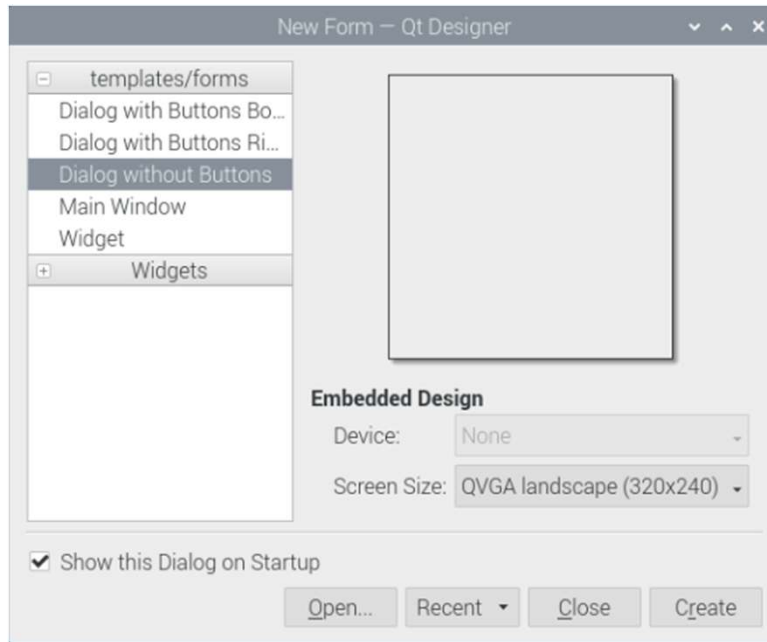 New Form — Qt Designer
templates/forms
Dialog with Buttons Bo...
Dialog with Buttons Ri...
Dialog without Buttons
Main Window
Widget
Widgets
Embedded Design
Device: None
Screen Size: QVGA landscape (320x240)
Show this Dialog on Startup
Open... Recent Close Create